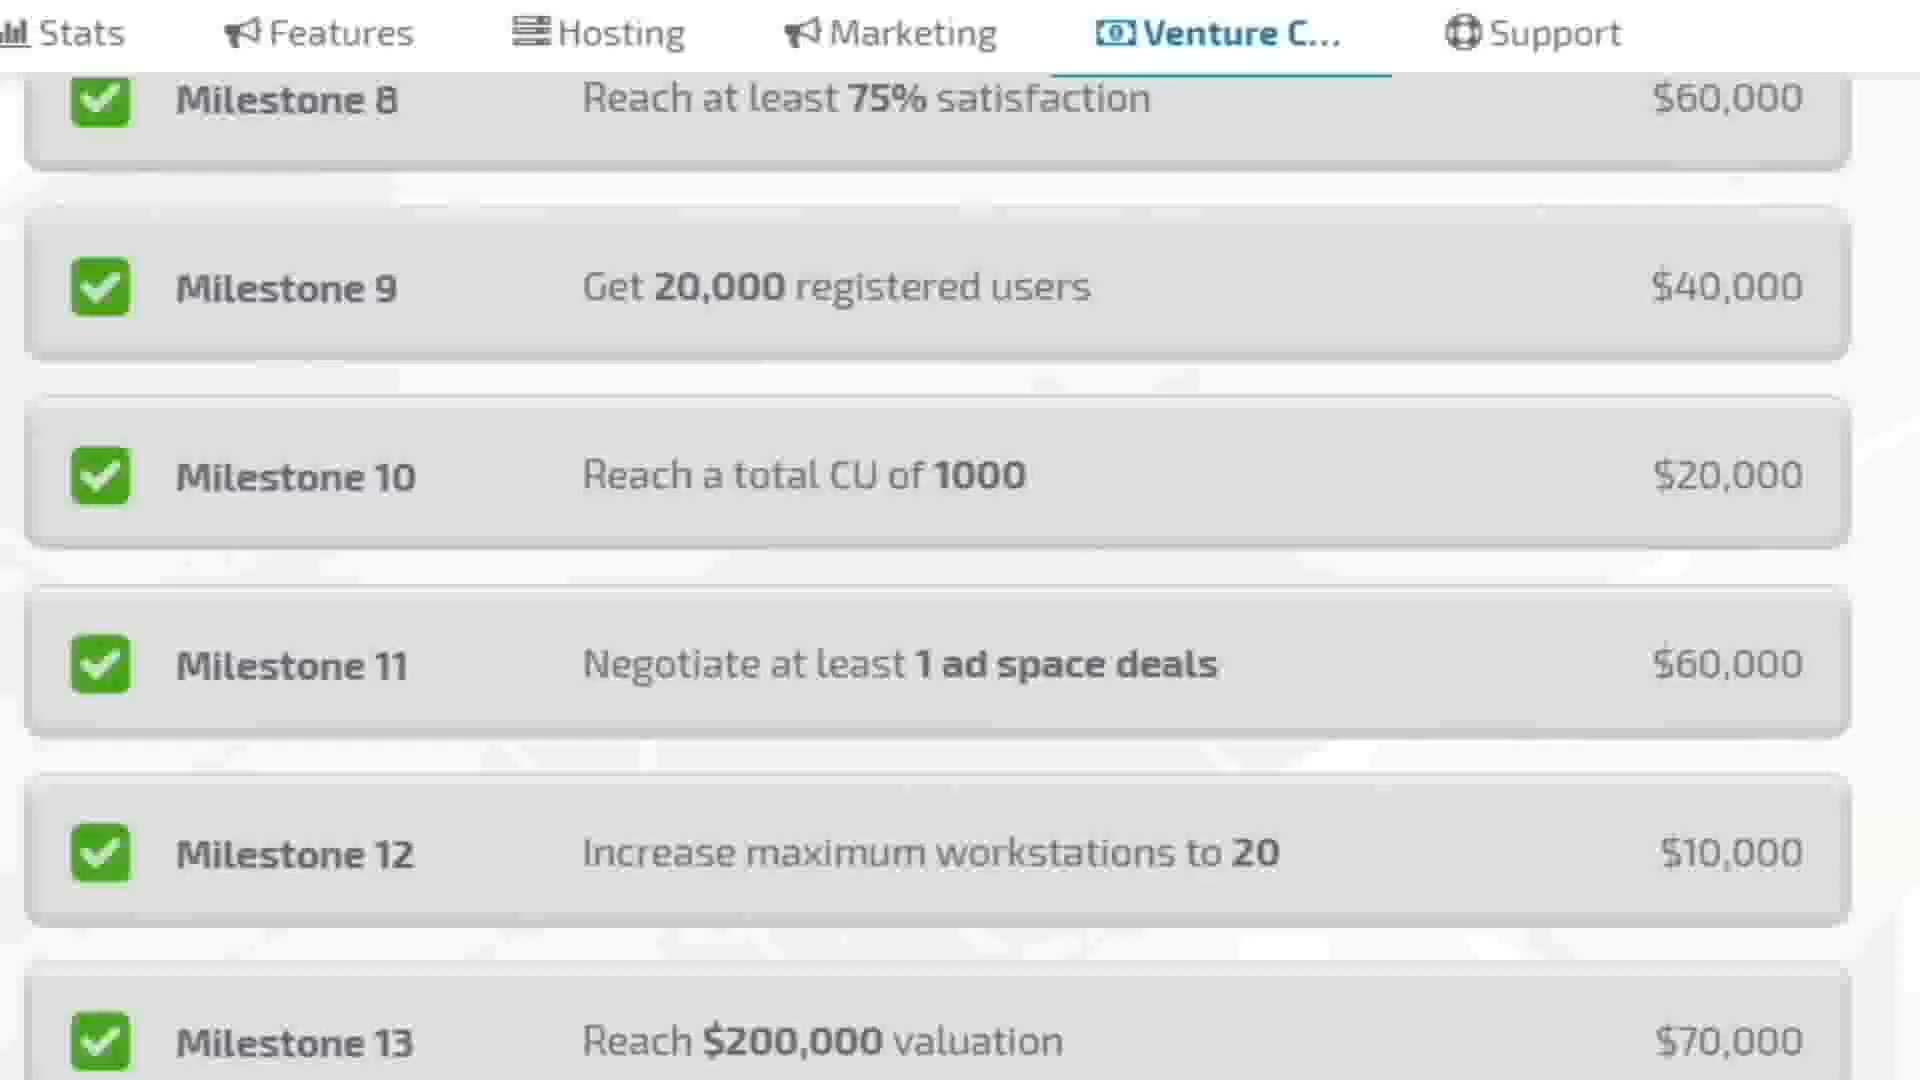 Stats Features Hosting Marketing Venture C... Support
Milestone 8 Reach at least 75% satisfaction $60,000
Milestone 9 Get 20,000 registered users $40,000
Milestone 10 Reach a total CU of 1000 $20,000
Milestone 11 Negotiate at least 1 ad space deals $60,000
Milestone 12 Increase maximum workstations to 20 $10,000
Milestone 13 Reach $200,000 valuation $70,000